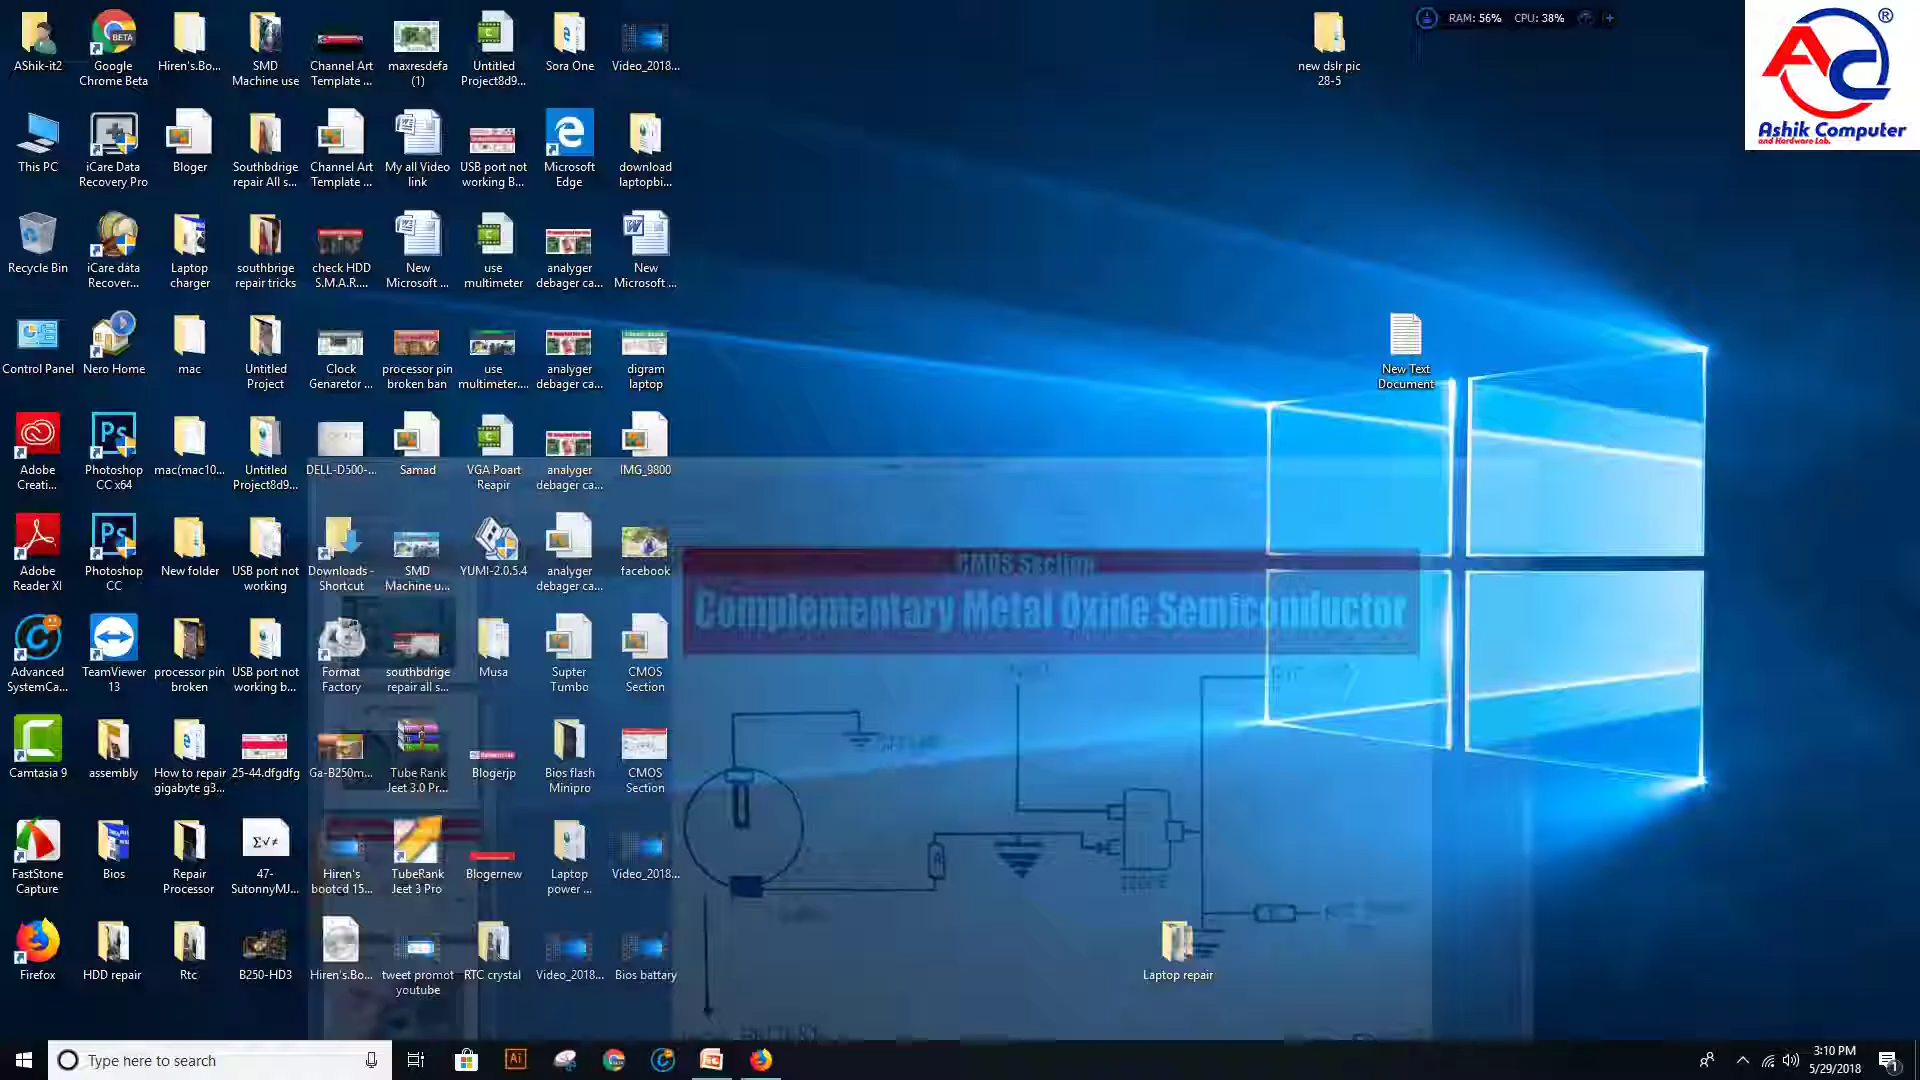 AShik-it2
Google
Chrome Beta
Hiren's.Bo...
SMD
Machine use
Channel Art
Template ...
maxresdefa
(1)
Untitled
Project8d9...
Sora One
Video_2018...
new dslr pic
28-5
RAM: 56%
CPU: 38%
AC
®
Ashik Computer
and Hardware Lab.
This PC
iCare Data
Recovery Pro
Bloger
Southbdrige
repair All s...
Channel Art
Template ...
My all Video
link
USB port not
working B...
Microsoft
Edge
download
laptopbi...
Recycle Bin
iCare data
Recover...
Laptop
charger
southbrige
repair tricks
check HDD
S.M.A.R....
New
Microsoft ...
use
multimeter
analyger
debager ca...
New
Microsoft ...
Control Panel
Nero Home
mac
Untitled
Project
Clock
Genaretor ...
processor pin
broken ban
use
multimeter....
analyger
debager ca...
digram
laptop
New Text
Document
Adobe
Creati...
Photoshop
CC x64
mac(mac10...
Untitled
Project8d9...
DELL-D500-...
Samad
VGA Poart
Reapir
analyger
debager ca...
IMG_9800
Adobe
Reader XI
Photoshop
CC
New folder
USB port not
working
Downloads -
Shortcut
SMD
Machine u...
YUMI-2.0.5.4
analyger
debager ca...
facebook
CMOS Section
Complementary Metal Oxide Semiconductor
Advanced
SystemCa...
TeamViewer
13
processor pin
broken
USB port not
working b...
Format
Factory
southbdrige
repair all s...
Musa
Supter
Tumbo
CMOS
Section
Camtasia 9
assembly
How to repair
gigabyte g3...
25-44.dfgdfg
Ga-B250m...
Tube Rank
Jeet 3.0 Pr...
Blogerjp
Bios flash
Minipro
CMOS
Section
FastStone
Capture
Bios
Repair
Processor
47-
SutonnyMJ...
Hiren's
bootcd 15...
TubeRank
Jeet 3 Pro
Blogernew
Laptop
power ...
Video_2018...
Firefox
HDD repair
Rtc
B250-HD3
Hiren's.Bo...
tweet promot
youtube
RTC crystal
Video_2018...
Bios battary
Laptop repair
Type here to search
3:10 PM
5/29/2018